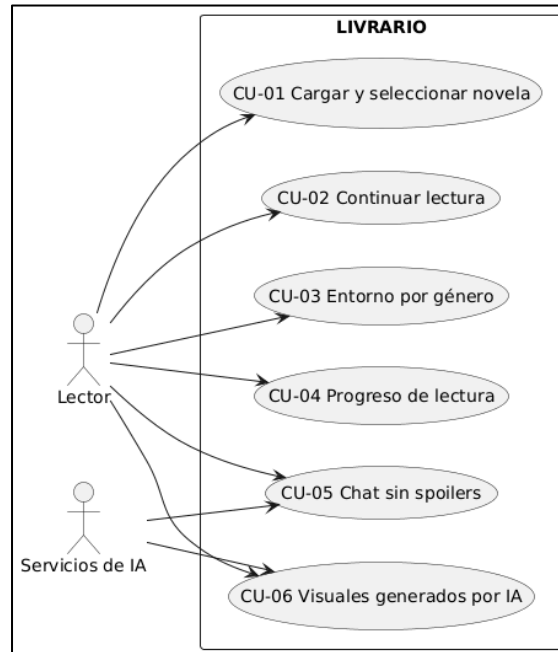 LIVRARIO
CU-01 Cargar y seleccionar novela
CU-02 Continuar lectura
CU-03 Entorno por género
CU-04 Progreso de lectura
Lector
CU-05 Chat sin spoilers
Servicios de IA
CU-06 Visuales generados por IA